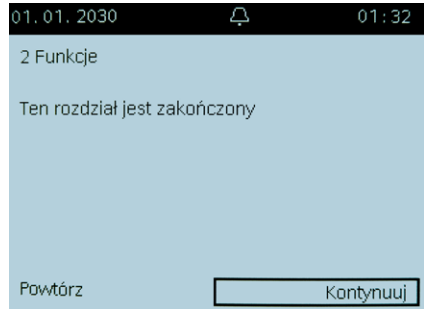 01.01.2030 01:32
2 Funkcje
Ten rozdział jest zakończony
Powtórz Kontynuuj